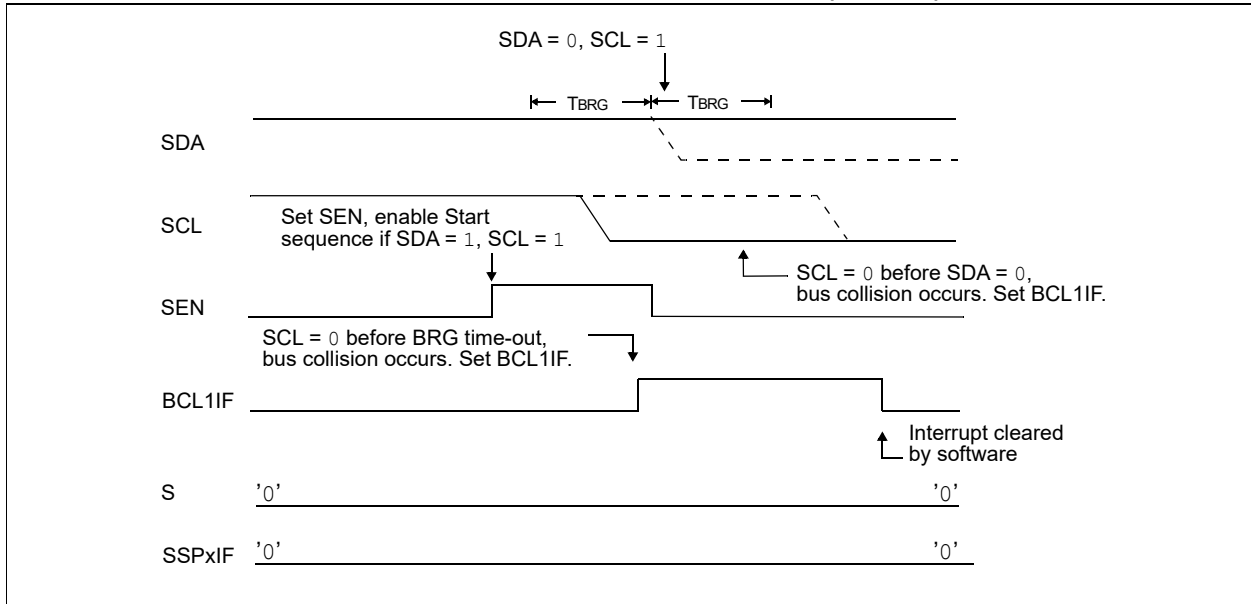 SDA = 0, SCL = 1
TBRG TBRG
SDA
SCL
Set SEN, enable Start
sequence if SDA = 1, SCL = 1
SCL = 0 before SDA = 0,
bus collision occurs. Set BCL1IF.
SEN
SCL = 0 before BRG time-out,
bus collision occurs. Set BCL1IF.
BCL1IF
Interrupt cleared
by software
S '0' '0'
SSPxIF '0' '0'